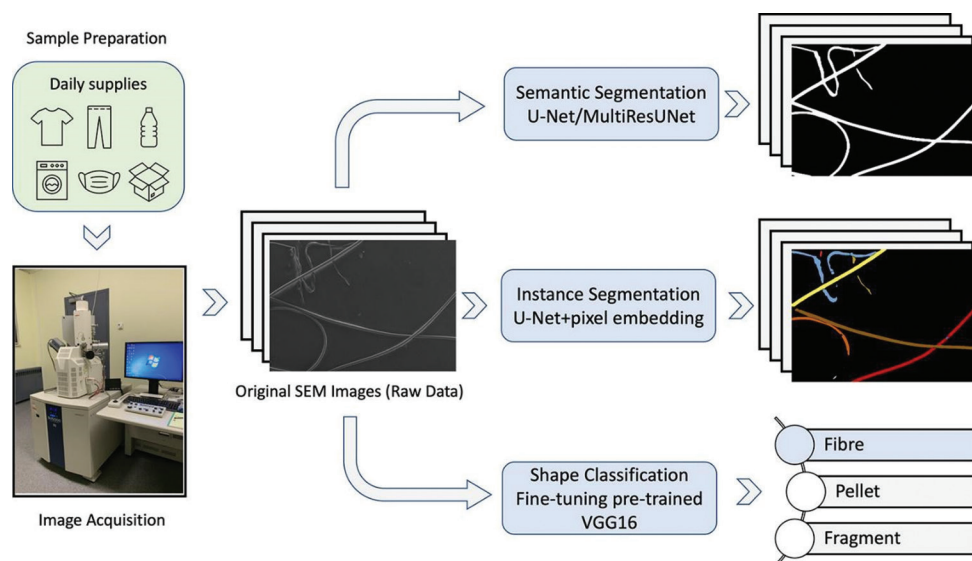 Sample Preparation
Daily supplies
Image Acquisition
Original SEM Images (Raw Data)
Semantic Segmentation
U-Net/MultiResUNet
Instance Segmentation
U-Net+pixel embedding
Shape Classification
Fine-tuning pre-trained
VGG16
Fibre
Pellet
Fragment